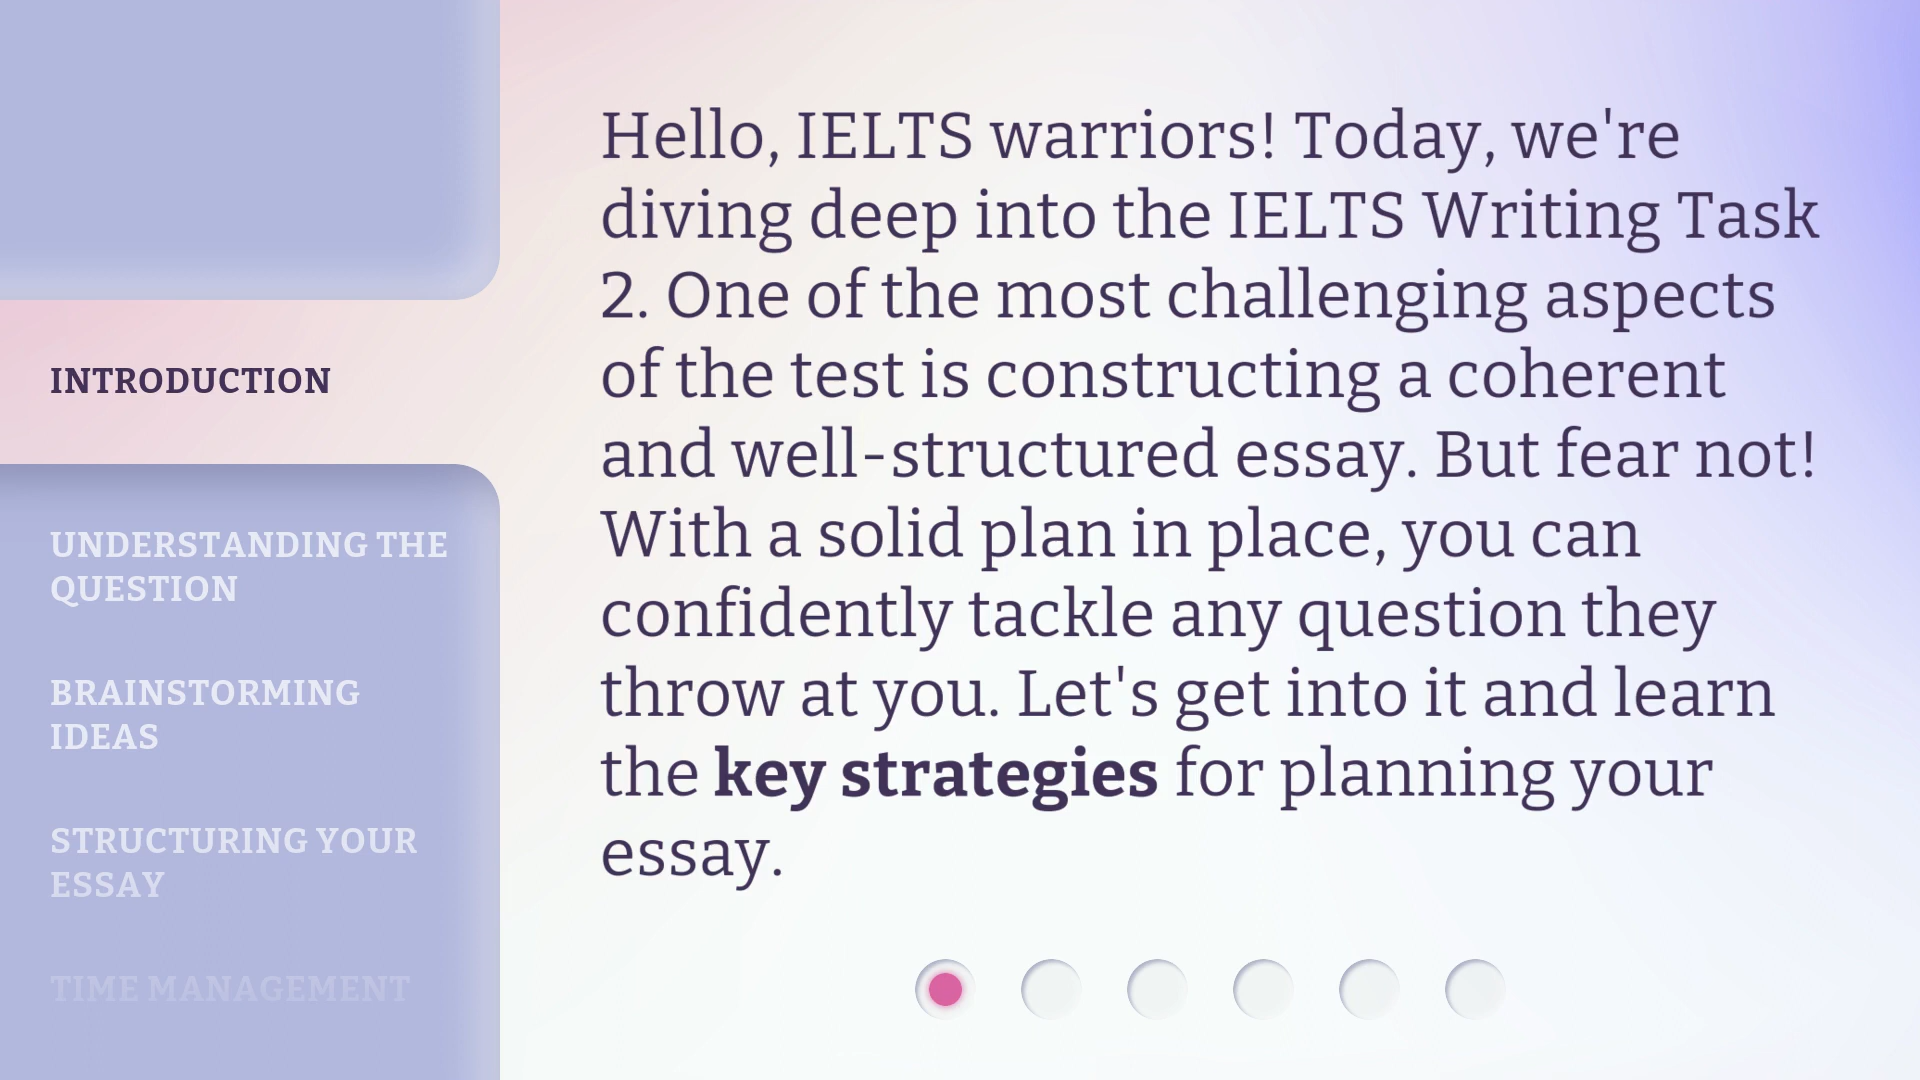 INTRODUCTION
UNDERSTANDING THE
QUESTION
BRAINSTORMING
IDEAS
STRUCTURING YOUR
ESSAY
TIME MANAGEMENT
Hello, IELTS warriors! Today, we're
diving deep into the IELTS Writing Task
2. One of the most challenging aspects
of the test is constructing a coherent
and well-structured essay. But fear not!
With a solid plan in place, you can
confidently tackle any question they
throw at you. Let's get into it and learn
the key strategies for planning your
essay.